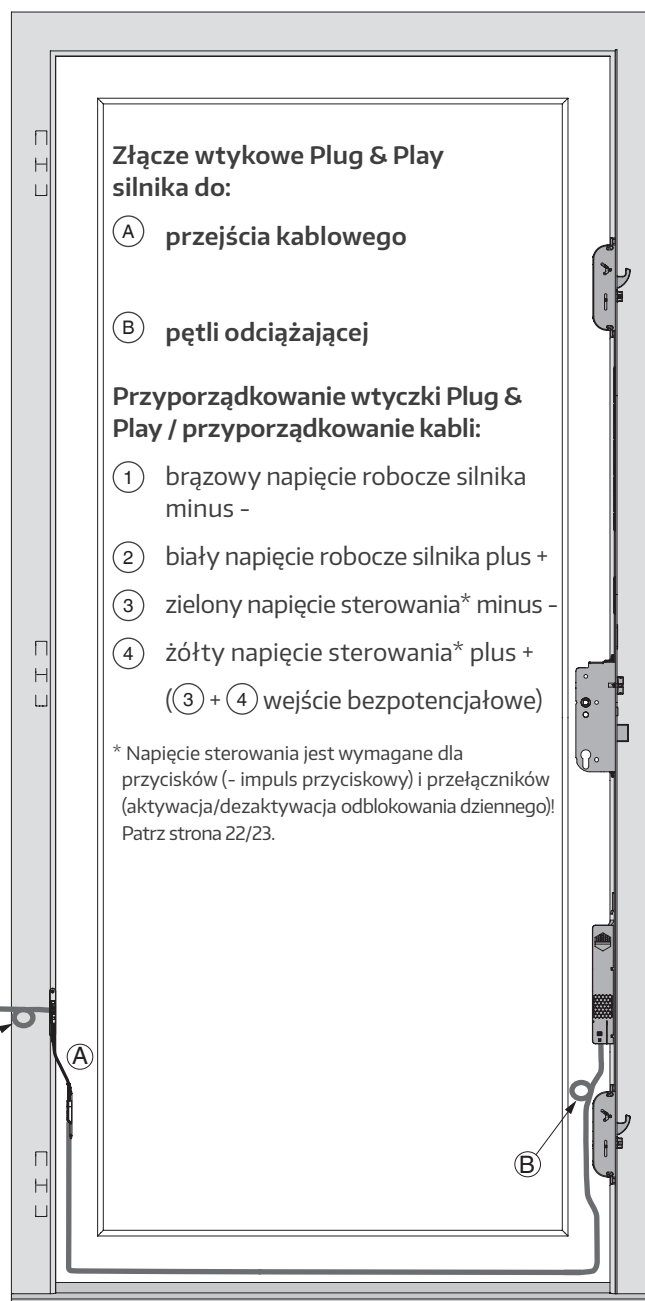 Złącze wtykowe Plug & Play
silnika do:
A przejścia kablowego
B pętli odciążającej
Przyporządkowanie wtyczki Plug &
Play / przyporządkowanie kabli:
1 brązowy napięcie robocze silnika
minus -
2 biały napięcie robocze silnika plus +
3 zielony napięcie sterowania* minus -
4 żółty napięcie sterowania* plus +
(3 + 4 wejście bezpotencjałowe)
* Napięcie sterowania jest wymagane dla
przycisków (- impuls przyciskowy) i przełączników
(aktywacja/dezaktywacja odblokowania dziennego)!
Patrz strona 22/23.
A
B